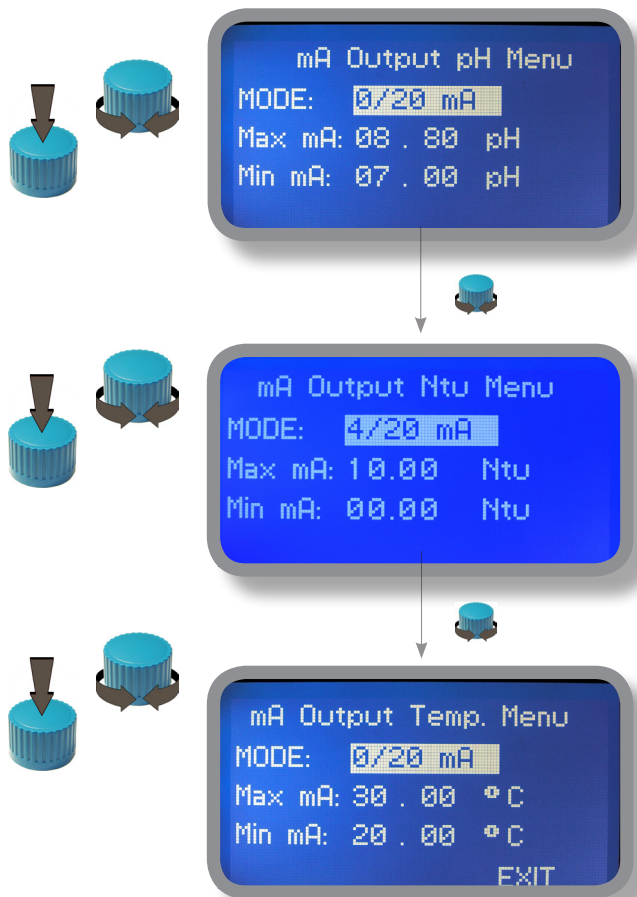 mA Output pH Menu
MODE: 0/20 mA
Max mA: 08 . 80 pH
Min mA: 07 . 00 pH
mA Output Ntu Menu
MODE: 4/20 mA
Max mA: 10.00 Ntu
Min mA: 00.00 Ntu
mA Output Temp. Menu
MODE: 0/20 mA
Max mA: 30 . 00 °C
Min mA: 20 . 00 °C
EXIT